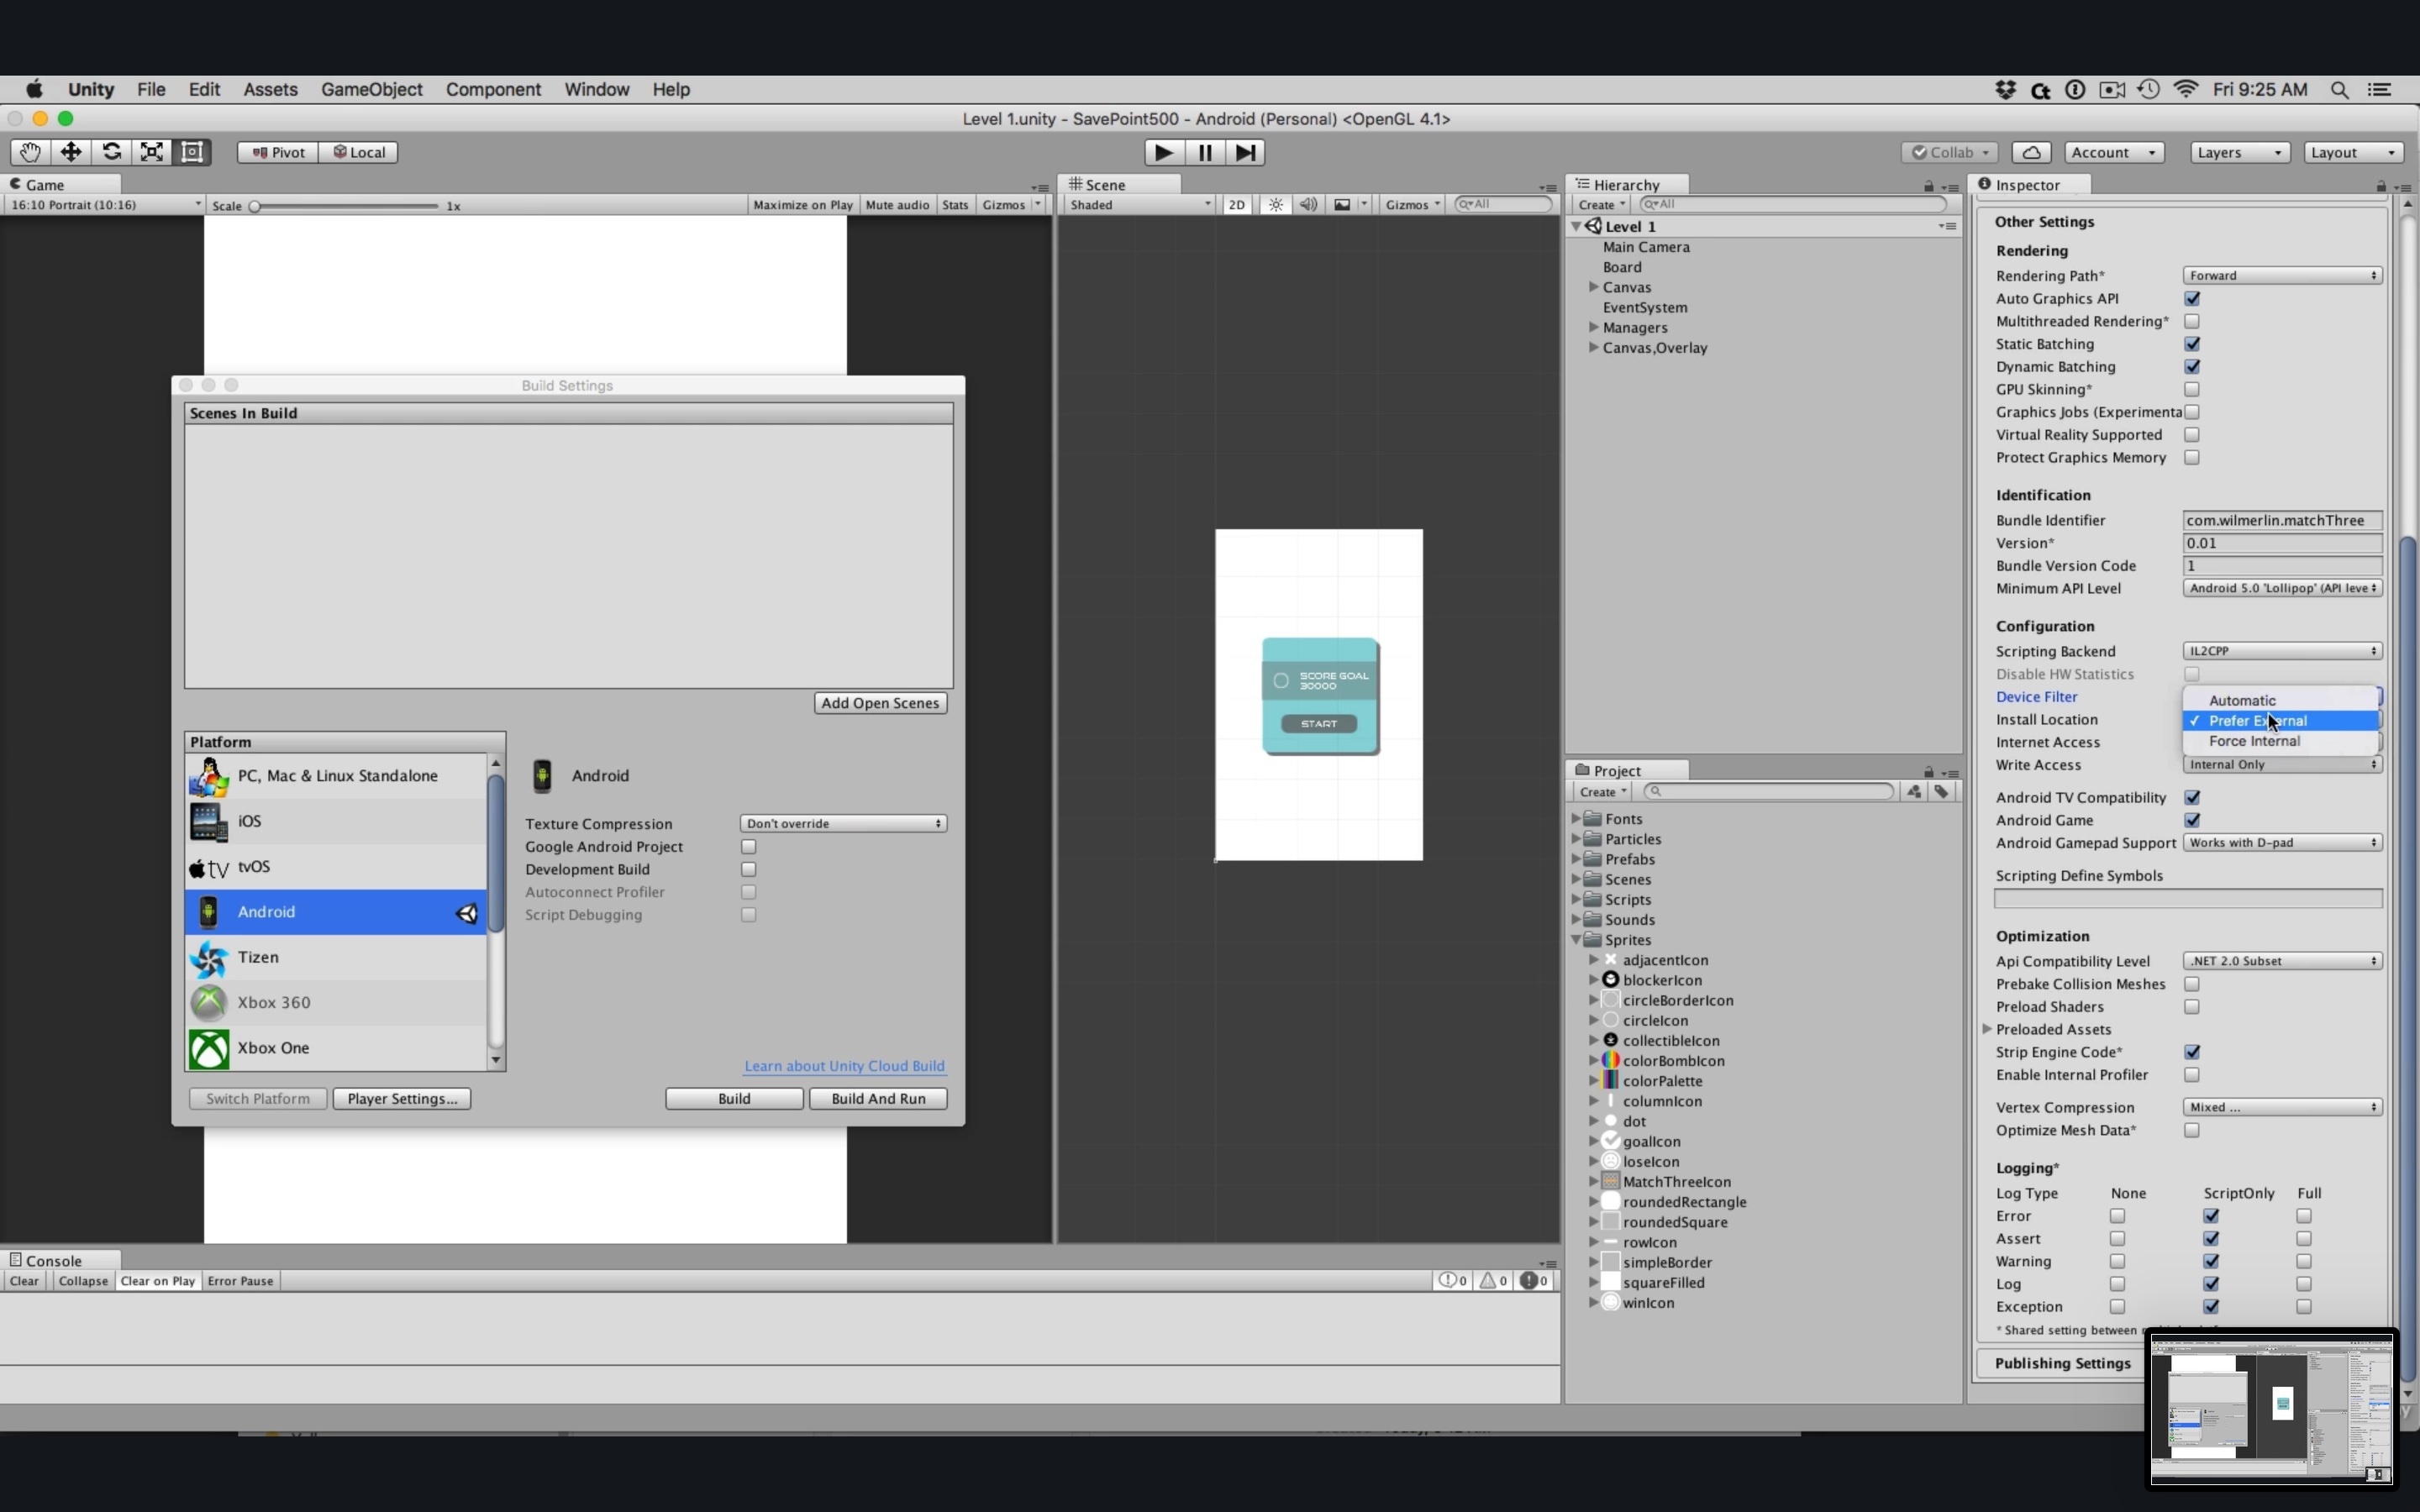 Unity File Edit Assets GameObject Component Window Help
Fri 9:25 AM
Level 1.unity - SavePoint500 - Android (Personal) <OpenGL 4.1>
Pivot Local
Collab Account Layers Layout
Game
16:10 Portrait (10:16) Scale 1x Maximize on Play Mute audio Stats Gizmos
Build Settings
Scenes In Build
Add Open Scenes
Platform
PC, Mac & Linux Standalone
iOS
tv tvOS
Android
Tizen
Xbox 360
Xbox One
Android
Texture Compression Don't override
Google Android Project
Development Build
Autoconnect Profiler
Script Debugging
Learn about Unity Cloud Build
Switch Platform Player Settings... Build Build And Run
Console
Clear Collapse Clear on Play Error Pause
0 0 0
Scene
Shaded 2D Gizmos All
SCORE GOAL
30000
START
Hierarchy
Create All
Level 1
Main Camera
Board
Canvas
EventSystem
Managers
Canvas,Overlay
Project
Create
Fonts
Particles
Prefabs
Scenes
Scripts
Sounds
Sprites
adjacentIcon
blockerIcon
circleBorderIcon
circleIcon
collectibleIcon
colorBombIcon
colorPalette
columnIcon
dot
goalIcon
loseIcon
MatchThreeIcon
roundedRectangle
roundedSquare
rowIcon
simpleBorder
squareFilled
winIcon
Inspector
Other Settings
Rendering
Rendering Path* Forward
Auto Graphics API
Multithreaded Rendering*
Static Batching
Dynamic Batching
GPU Skinning*
Graphics Jobs (Experimenta
Virtual Reality Supported
Protect Graphics Memory
Identification
Bundle Identifier com.wilmerlin.matchThree
Version* 0.01
Bundle Version Code 1
Minimum API Level Android 5.0 'Lollipop' (API leve
Configuration
Scripting Backend IL2CPP
Disable HW Statistics
Device Filter
Install Location
Internet Access
Automatic
✓ Prefer External
Force Internal
Write Access Internal Only
Android TV Compatibility
Android Game
Android Gamepad Support Works with D-pad
Scripting Define Symbols
Optimization
Api Compatibility Level .NET 2.0 Subset
Prebake Collision Meshes
Preload Shaders
Preloaded Assets
Strip Engine Code*
Enable Internal Profiler
Vertex Compression Mixed ...
Optimize Mesh Data*
Logging*
Log Type None ScriptOnly Full
Error
Assert
Warning
Log
Exception
* Shared setting between
Publishing Settings